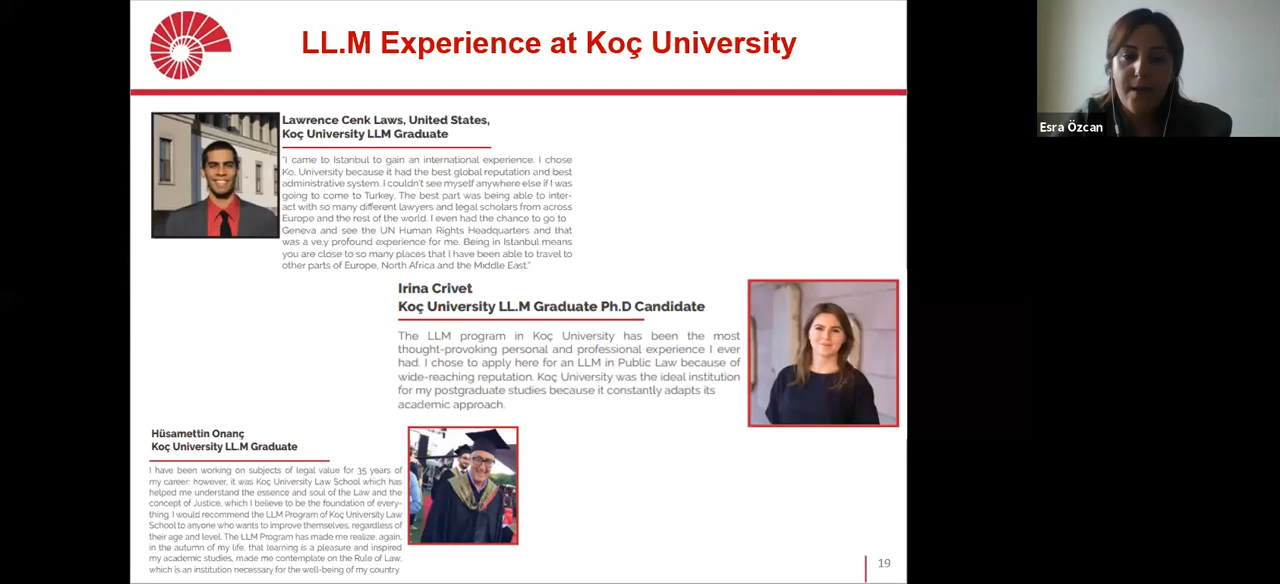 LL.M Experience at Koç University
Esra Özcan
Lawrence Cenk Laws, United States,
Koç University LLM Graduate
"I came to Istanbul to gain an international experience. I chose
Ko, University because it had the best global reputation and best
administrative system. I couldn't see myself anywhere else if I was
going to come to Turkey. The best part was being able to inter-
act with so many different lawyers and legal scholars from across
Europe and the rest of the world. I even had the chance to go to
Geneva and see the UN Human Rights Headquarters and that
was a ve,y profound experience for me. Being in Istanbul means
you are close to so many places that I have been able to travel to
other parts of Europe, North Africa and the Middle East."
Irina Crivet
Koç University LL.M Graduate Ph.D Candidate
The LLM program in Koç University has been the most
thought-provoking personal and professional experience I ever
had. I chose to apply here for an LLM in Public Law because of
wide-reaching reputation. Koç University was the ideal institution
for my postgraduate studies because it constantly adapts its
academic approach.
Hüsamettin Onanç
Koç University LL.M Graduate
I have been working on subjects of legal value for 35 years of
my career: however, it was Koç University Law School which has
helped me understand the essence and soul of the Law and the
concept of Justice, which I believe to be the foundation of every-
thing. I would recommend the LLM Program of Koç University Law
School to anyone who wants to improve themselves, regardless of
their age and level. The LLM Program has made me realize, again,
in the autumn of my life, that learning is a pleasure and inspired
my academic studies, made me contemplate on the Rule of Law,
which is an institution necessary for the well-being of my country.
19